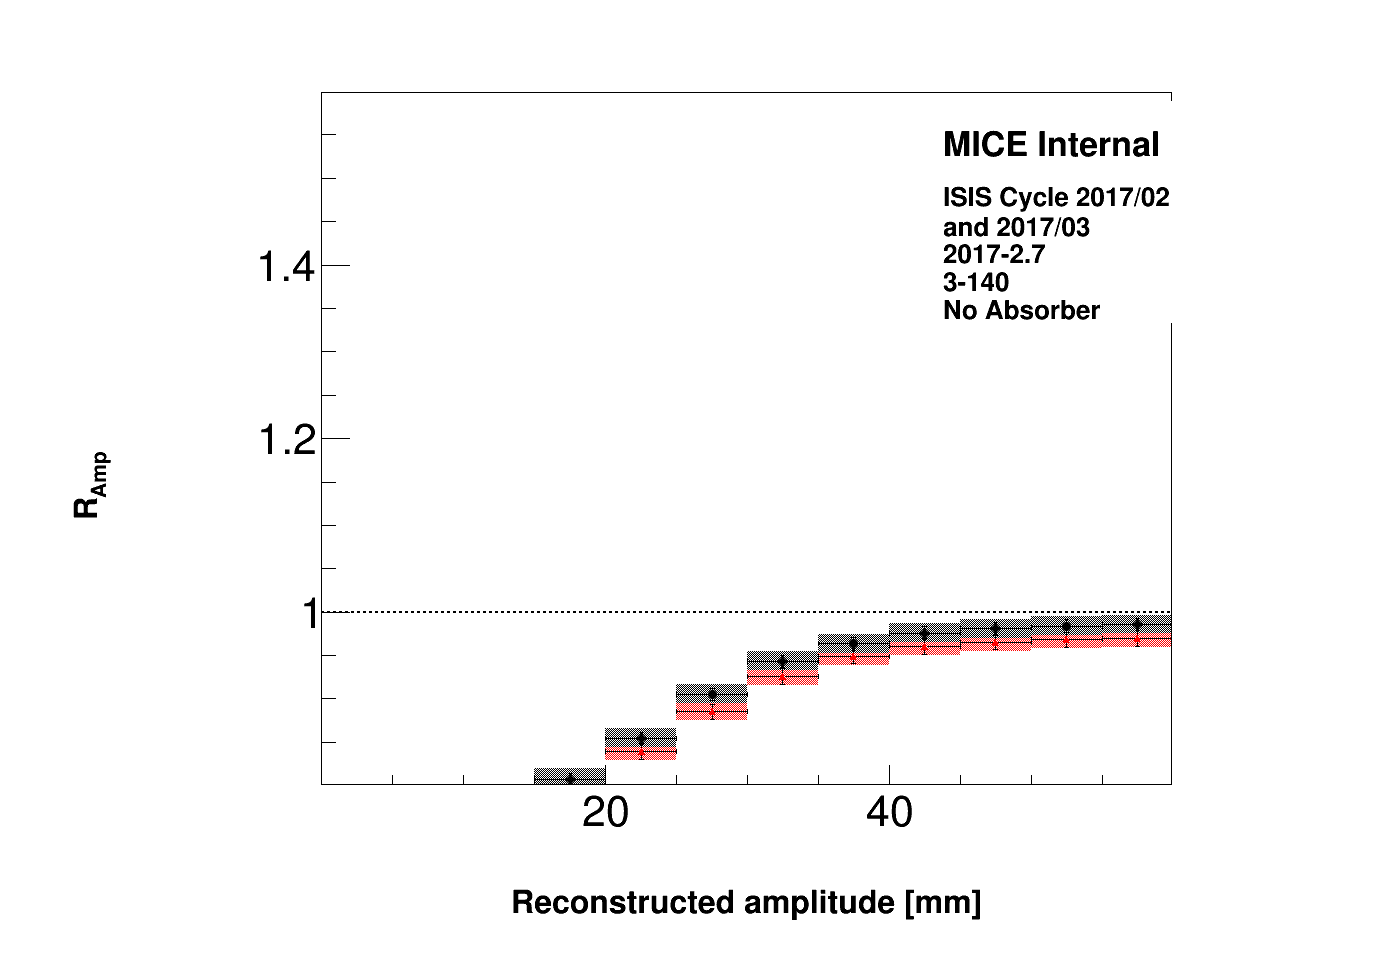 MICE Internal
ISIS Cycle 2017/02
and 2017/03
2017-2.7
3-140
No Absorber
1.4
1.2
1
R_Amp
20 40
Reconstructed amplitude [mm]